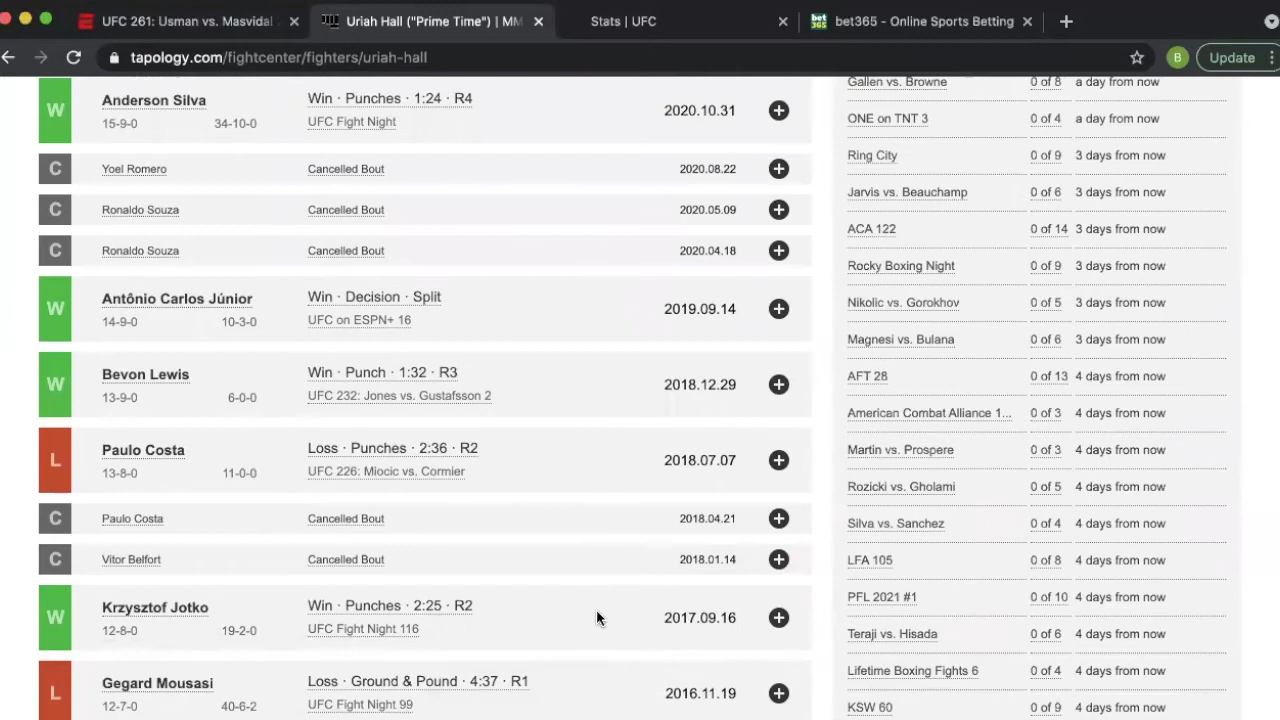 UFC 261: Usman vs. Masvidal
Uriah Hall ("Prime Time") | MM
Stats | UFC
bet365 - Online Sports Betting
tapology.com/fightcenter/fighters/uriah-hall
B
Update
W
Anderson Silva
15-9-0
34-10-0
Win · Punches · 1:24 · R4
UFC Fight Night
2020.10.31
C
Yoel Romero
Cancelled Bout
2020.08.22
C
Ronaldo Souza
Cancelled Bout
2020.05.09
C
Ronaldo Souza
Cancelled Bout
2020.04.18
W
Antônio Carlos Júnior
14-9-0
10-3-0
Win · Decision · Split
UFC on ESPN+ 16
2019.09.14
W
Bevon Lewis
13-9-0
6-0-0
Win · Punch · 1:32 · R3
UFC 232: Jones vs. Gustafsson 2
2018.12.29
L
Paulo Costa
13-8-0
11-0-0
Loss · Punches · 2:36 · R2
UFC 226: Miocic vs. Cormier
2018.07.07
C
Paulo Costa
Cancelled Bout
2018.04.21
C
Vitor Belfort
Cancelled Bout
2018.01.14
W
Krzysztof Jotko
12-8-0
19-2-0
Win · Punches · 2:25 · R2
UFC Fight Night 116
2017.09.16
L
Gegard Mousasi
12-7-0
40-6-2
Loss · Ground & Pound · 4:37 · R1
UFC Fight Night 99
2016.11.19
Gallen vs. Browne 0 of 8 a day from now
ONE on TNT 3 0 of 4 a day from now
Ring City 0 of 9 3 days from now
Jarvis vs. Beauchamp 0 of 6 3 days from now
ACA 122 0 of 14 3 days from now
Rocky Boxing Night 0 of 9 3 days from now
Nikolic vs. Gorokhov 0 of 5 3 days from now
Magnesi vs. Bulana 0 of 6 3 days from now
AFT 28 0 of 13 4 days from now
American Combat Alliance 1... 0 of 3 4 days from now
Martin vs. Prospere 0 of 3 4 days from now
Rozicki vs. Gholami 0 of 5 4 days from now
Silva vs. Sanchez 0 of 4 4 days from now
LFA 105 0 of 8 4 days from now
PFL 2021 #1 0 of 10 4 days from now
Teraji vs. Hisada 0 of 6 4 days from now
Lifetime Boxing Fights 6 0 of 4 4 days from now
KSW 60 0 of 9 4 days from now